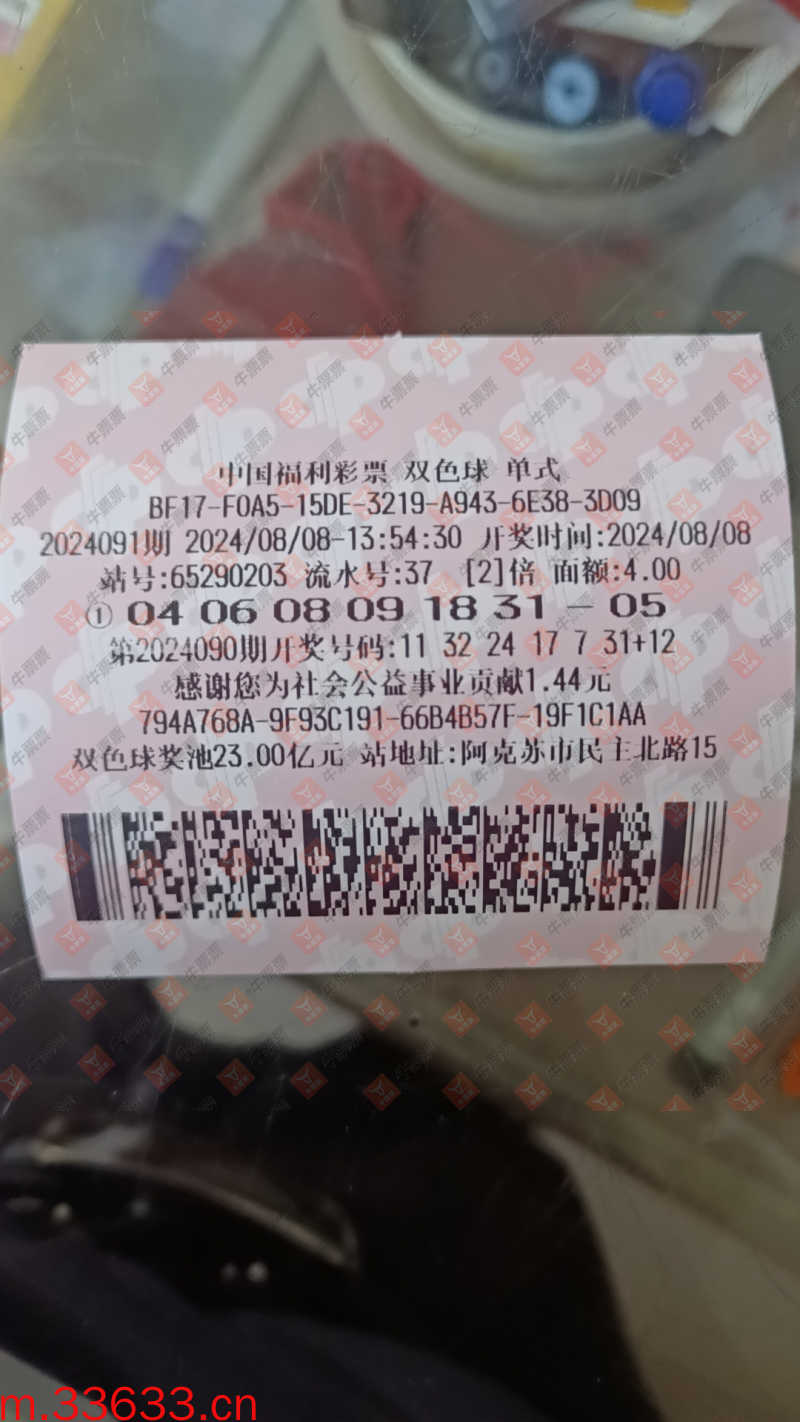 中国福利彩票 双色球 单式
BF17-F0A5-15DE-3219-A943-6E38-3D09
2024091期 2024/08/08-13:54:30 开奖时间:2024/08/08
站号:65290203 流水号:37 [2]倍 面额:4.00
① 04 06 08 09 18 31 — 05
第2024090期开奖号码:11 32 24 17 7 31+12
感谢您为社会公益事业贡献1.44元
794A768A-9F93C191-66B4B57F-19F1C1AA
双色球奖池23.00亿元 站地址:阿克苏市民主北路15
牛票票
m.33633.cn